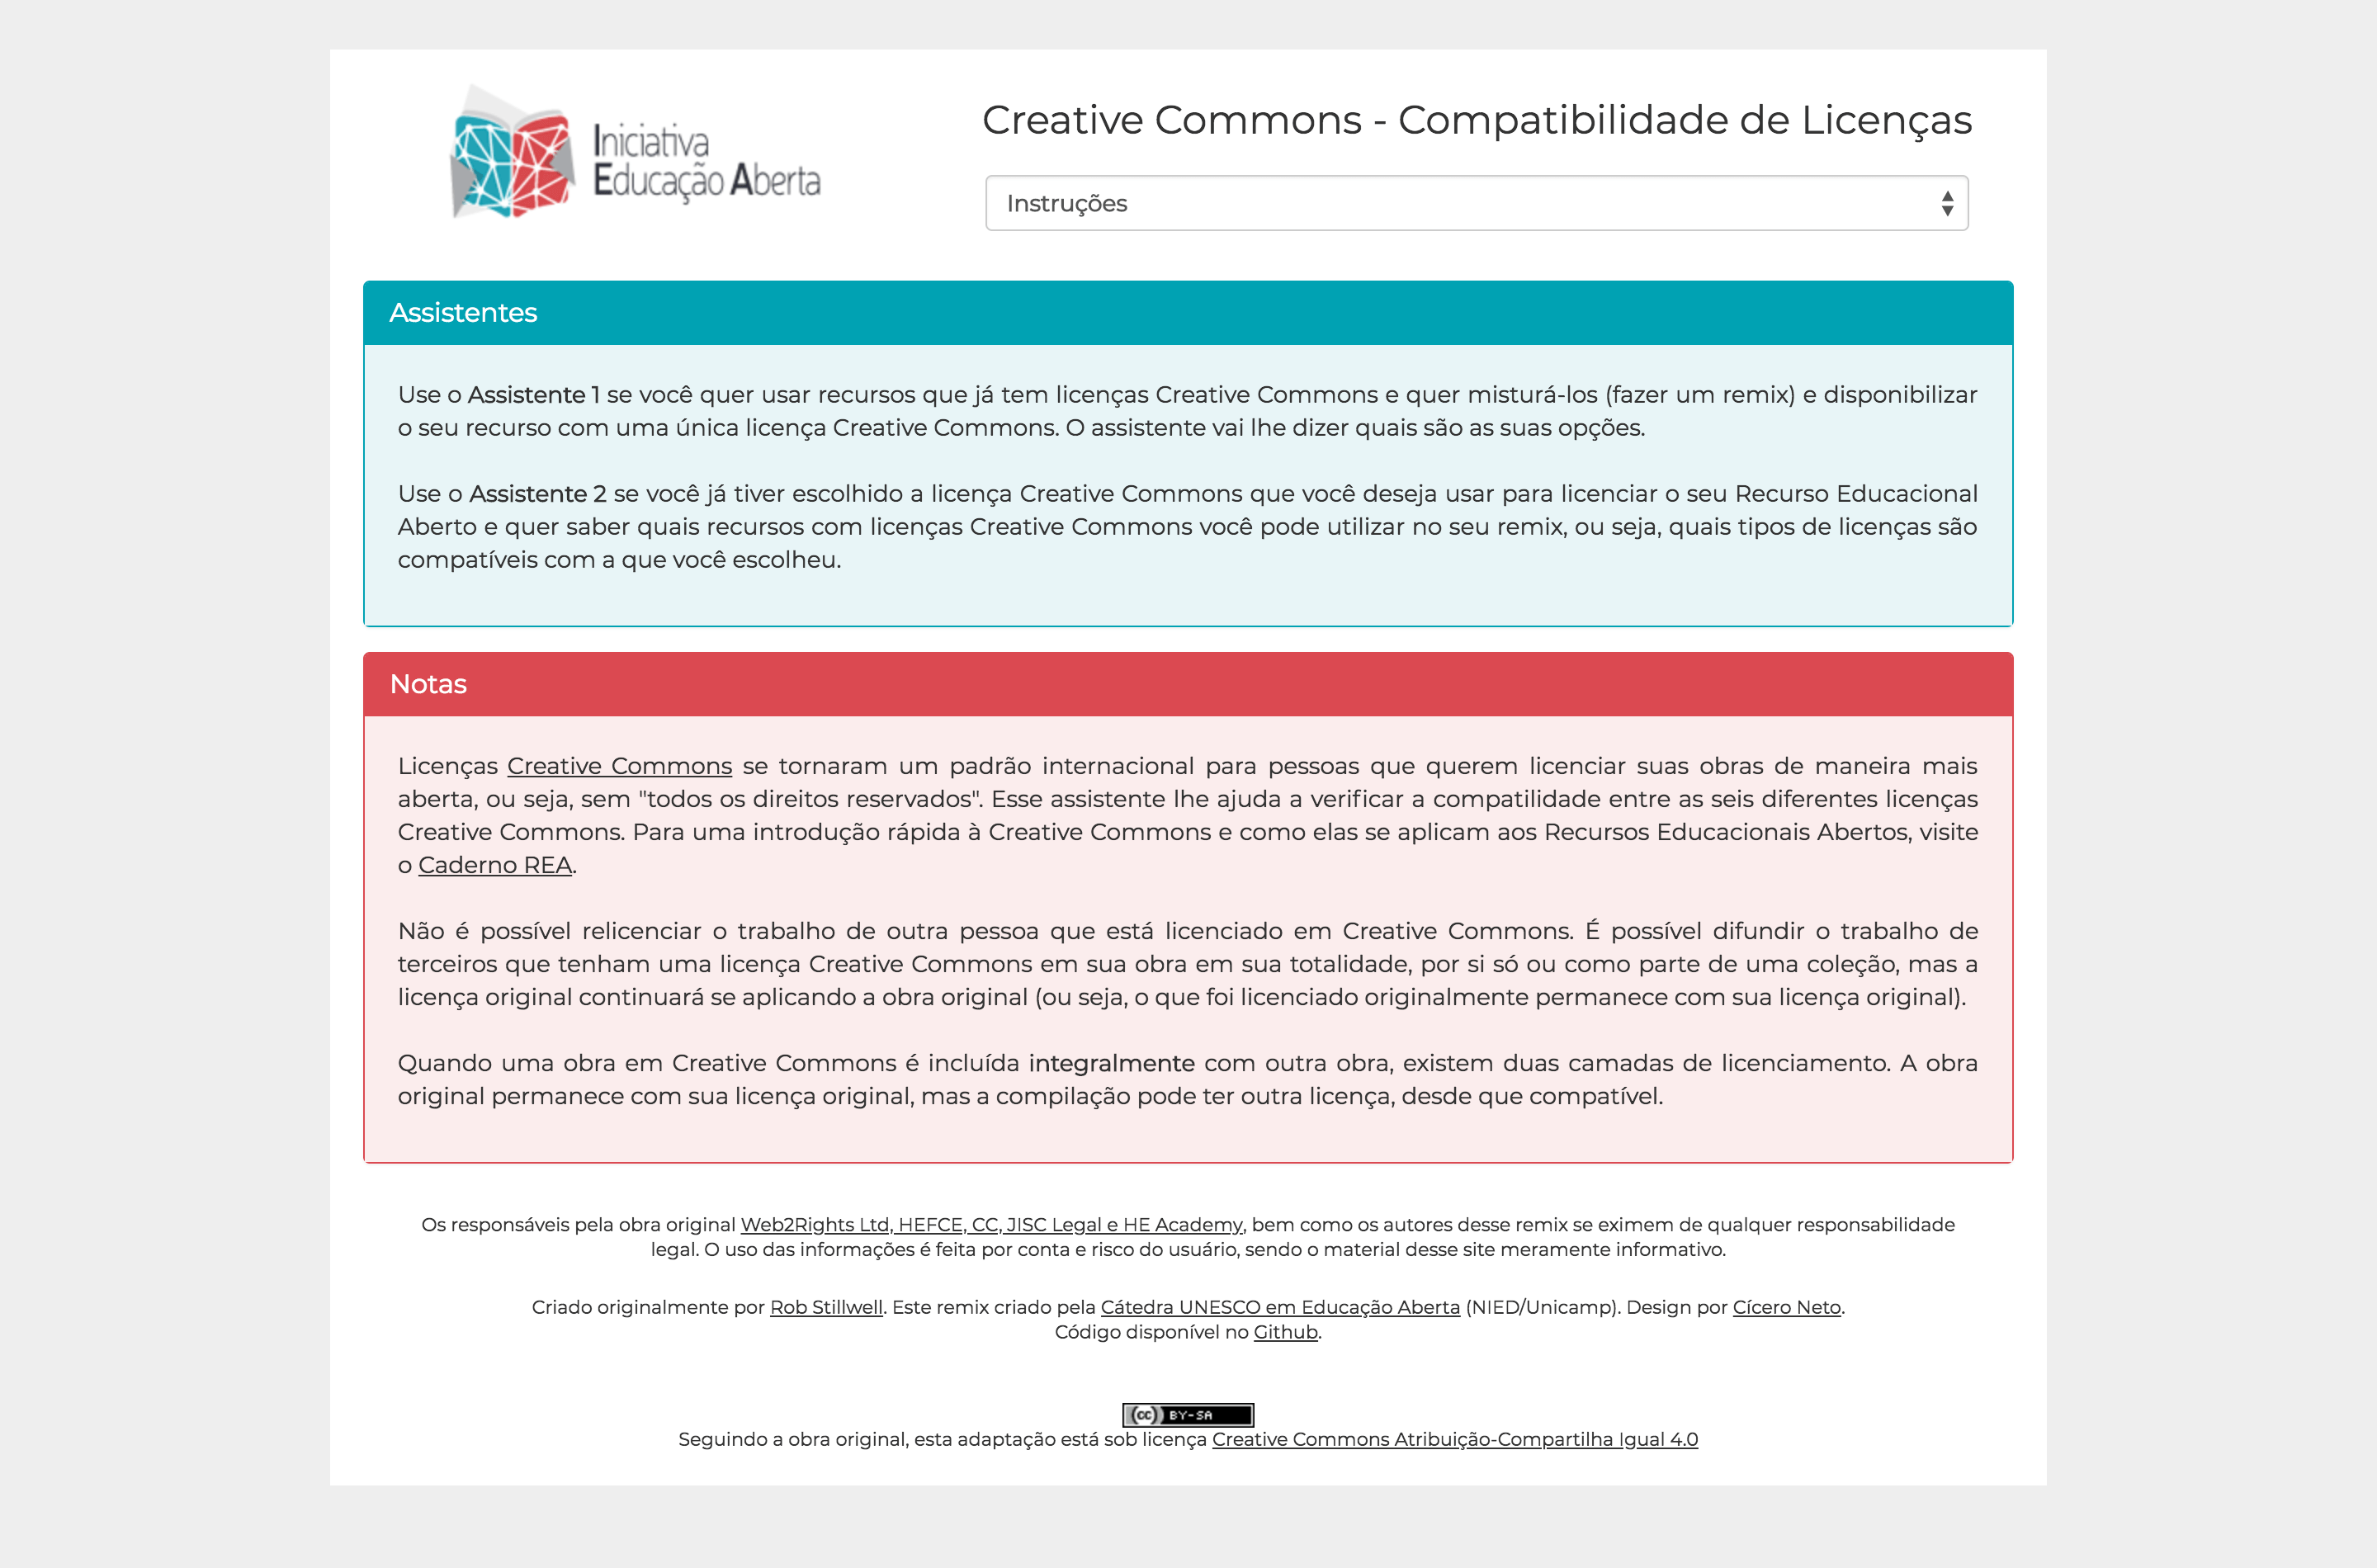 Iniciativa
Educação Aberta
Creative Commons - Compatibilidade de Licenças
Instruções
Assistentes
Use o Assistente 1 se você quer usar recursos que já tem licenças Creative Commons e quer misturá-los (fazer um remix) e disponibilizar
o seu recurso com uma única licença Creative Commons. O assistente vai lhe dizer quais são as suas opções.
Use o Assistente 2 se você já tiver escolhido a licença Creative Commons que você deseja usar para licenciar o seu Recurso Educacional
Aberto e quer saber quais recursos com licenças Creative Commons você pode utilizar no seu remix, ou seja, quais tipos de licenças são
compatíveis com a que você escolheu.
Notas
Licenças Creative Commons se tornaram um padrão internacional para pessoas que querem licenciar suas obras de maneira mais
aberta, ou seja, sem "todos os direitos reservados". Esse assistente lhe ajuda a verificar a compatilidade entre as seis diferentes licenças
Creative Commons. Para uma introdução rápida à Creative Commons e como elas se aplicam aos Recursos Educacionais Abertos, visite
o Caderno REA.
Não é possível relicenciar o trabalho de outra pessoa que está licenciado em Creative Commons. É possível difundir o trabalho de
terceiros que tenham uma licença Creative Commons em sua obra em sua totalidade, por si só ou como parte de uma coleção, mas a
licença original continuará se aplicando a obra original (ou seja, o que foi licenciado originalmente permanece com sua licença original).
Quando uma obra em Creative Commons é incluída integralmente com outra obra, existem duas camadas de licenciamento. A obra
original permanece com sua licença original, mas a compilação pode ter outra licença, desde que compatível.
Os responsáveis pela obra original Web2Rights Ltd, HEFCE, CC, JISC Legal e HE Academy, bem como os autores desse remix se eximem de qualquer responsabilidade
legal. O uso das informações é feita por conta e risco do usuário, sendo o material desse site meramente informativo.
Criado originalmente por Rob Stillwell. Este remix criado pela Cátedra UNESCO em Educação Aberta (NIED/Unicamp). Design por Cícero Neto.
Código disponível no Github.
cc BY-SA
Seguindo a obra original, esta adaptação está sob licença Creative Commons Atribuição-Compartilha Igual 4.0